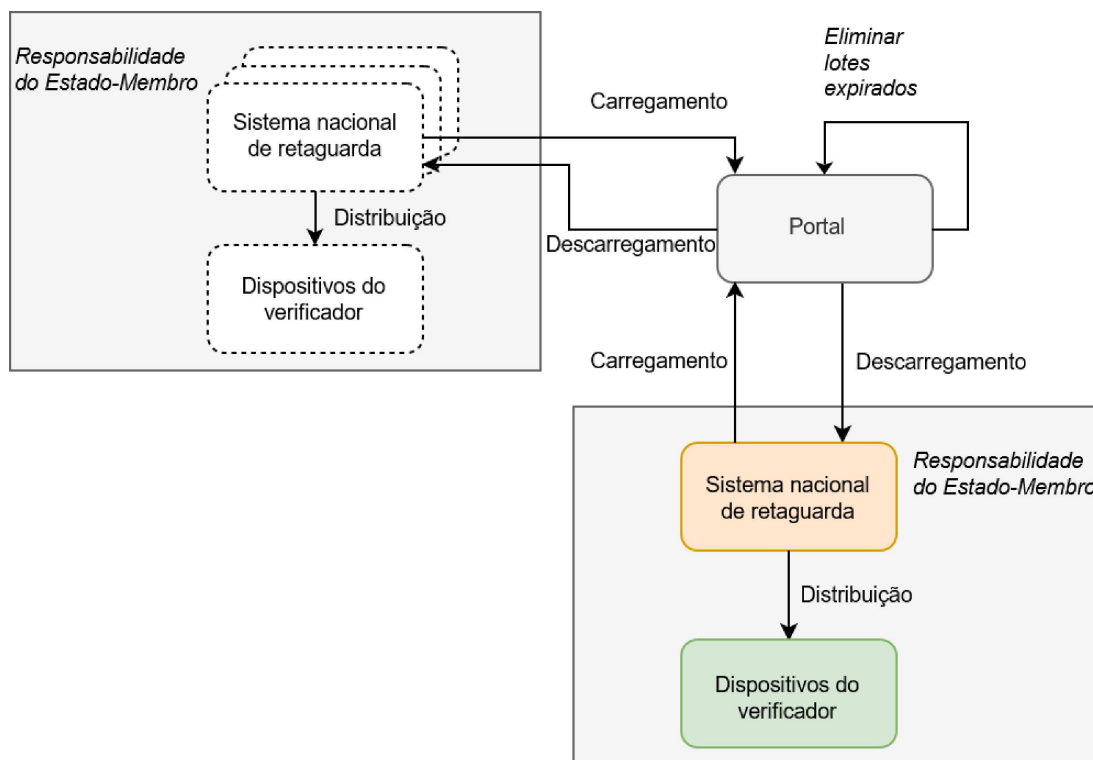 Responsabilidade
do Estado-Membro
Sistema nacional
de retaguarda
Distribuição
Dispositivos do
verificador
Carregamento
Descarregamento
Eliminar
lotes
expirados
Portal
Carregamento
Descarregamento
Sistema nacional
de retaguarda
Responsabilidade
do Estado-Membro
Distribuição
Dispositivos do
verificador